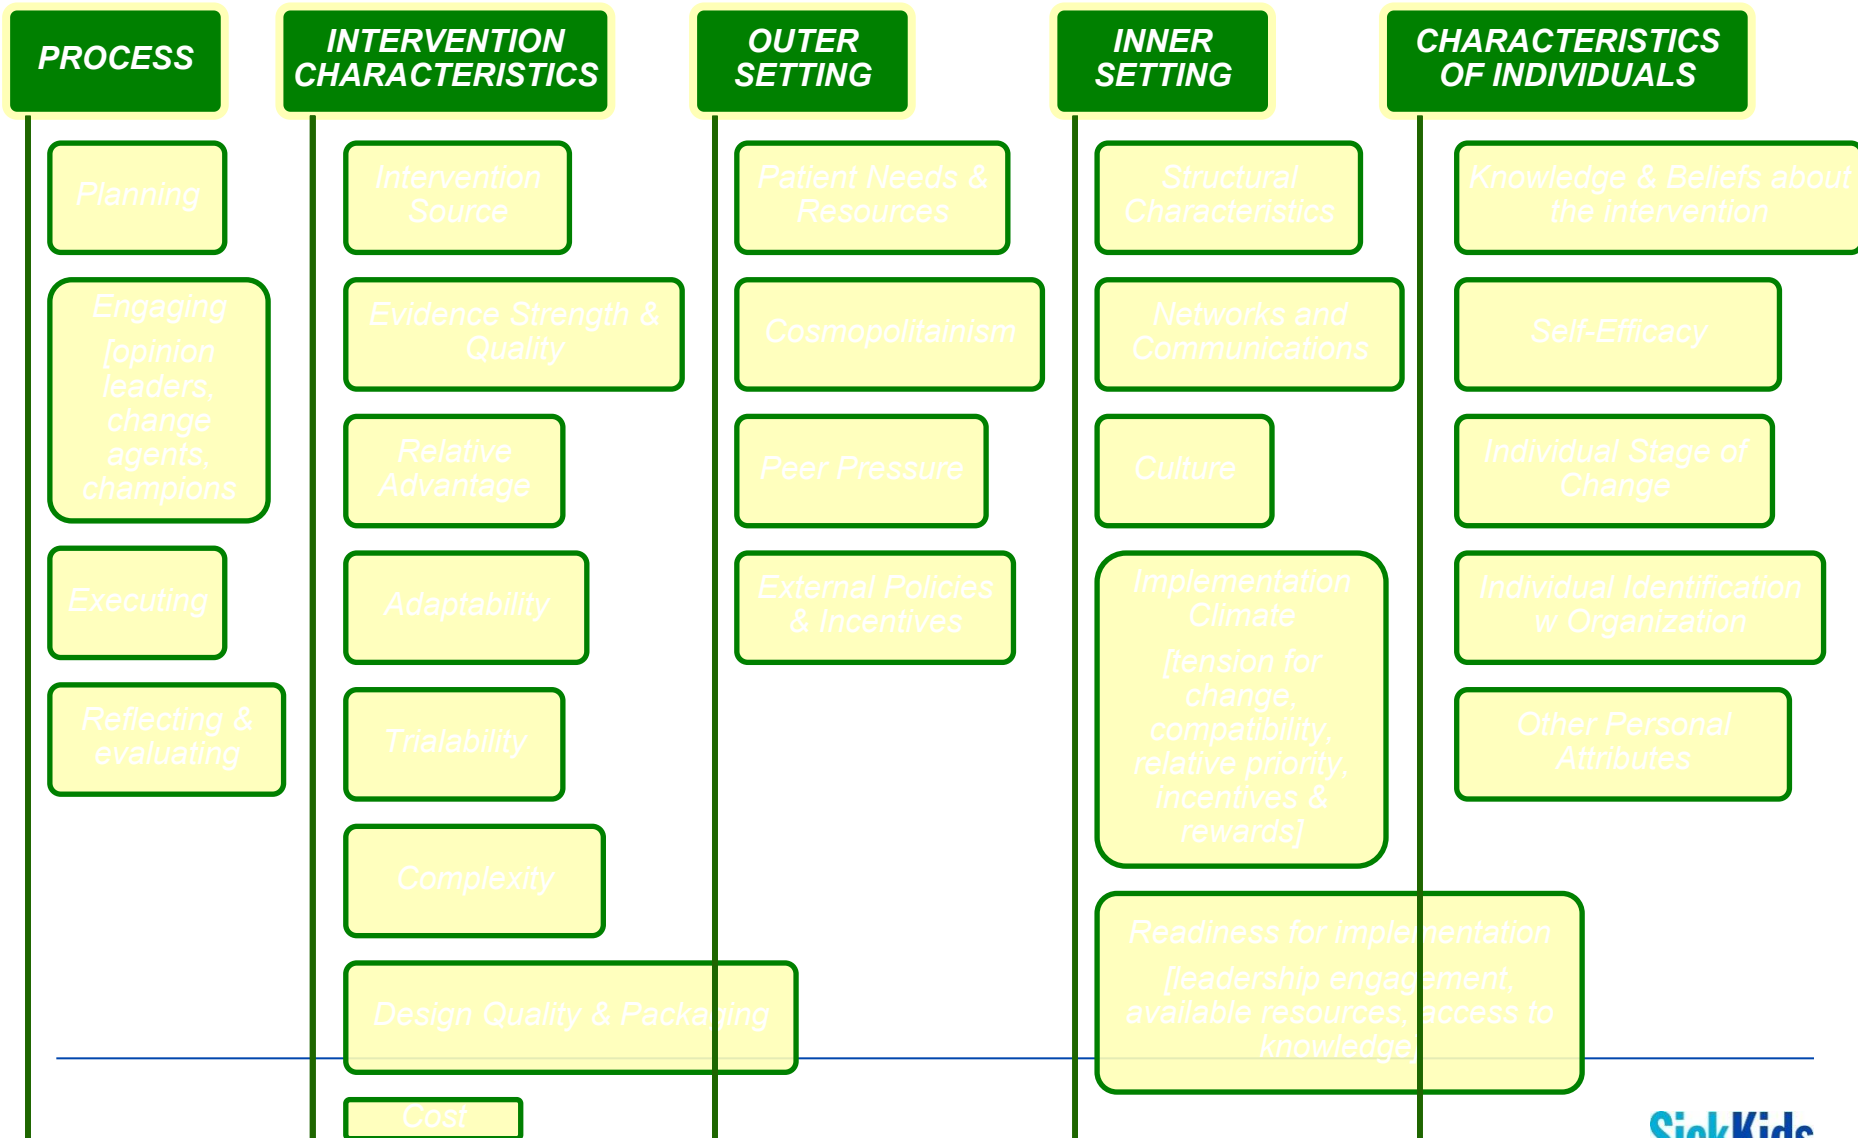 PROCESS
Planning
Engaging
[opinion
leaders,
change
agents,
champions
Executing
Reflecting &
evaluating
INTERVENTION
CHARACTERISTICS
Intervention
Source
Evidence Strength &
Quality
Relative
Advantage
Adaptability
Trialability
Complexity
Design Quality & Packaging
Cost
OUTER
SETTING
Patient Needs &
Resources
Cosmopolitainism
Peer Pressure
External Policies
& Incentives
INNER
SETTING
Structural
Characteristics
Networks and
Communications
Culture
Implementation
Climate
[tension for
change,
compatibility,
relative priority,
incentives &
rewards]
Readiness for implementation
[leadership engagement,
available resources, access to
knowledge]
CHARACTERISTICS
OF INDIVIDUALS
Knowledge & Beliefs about
the intervention
Self-Efficacy
Individual Stage of
Change
Individual Identification
w Organization
Other Personal
Attributes
SickKids